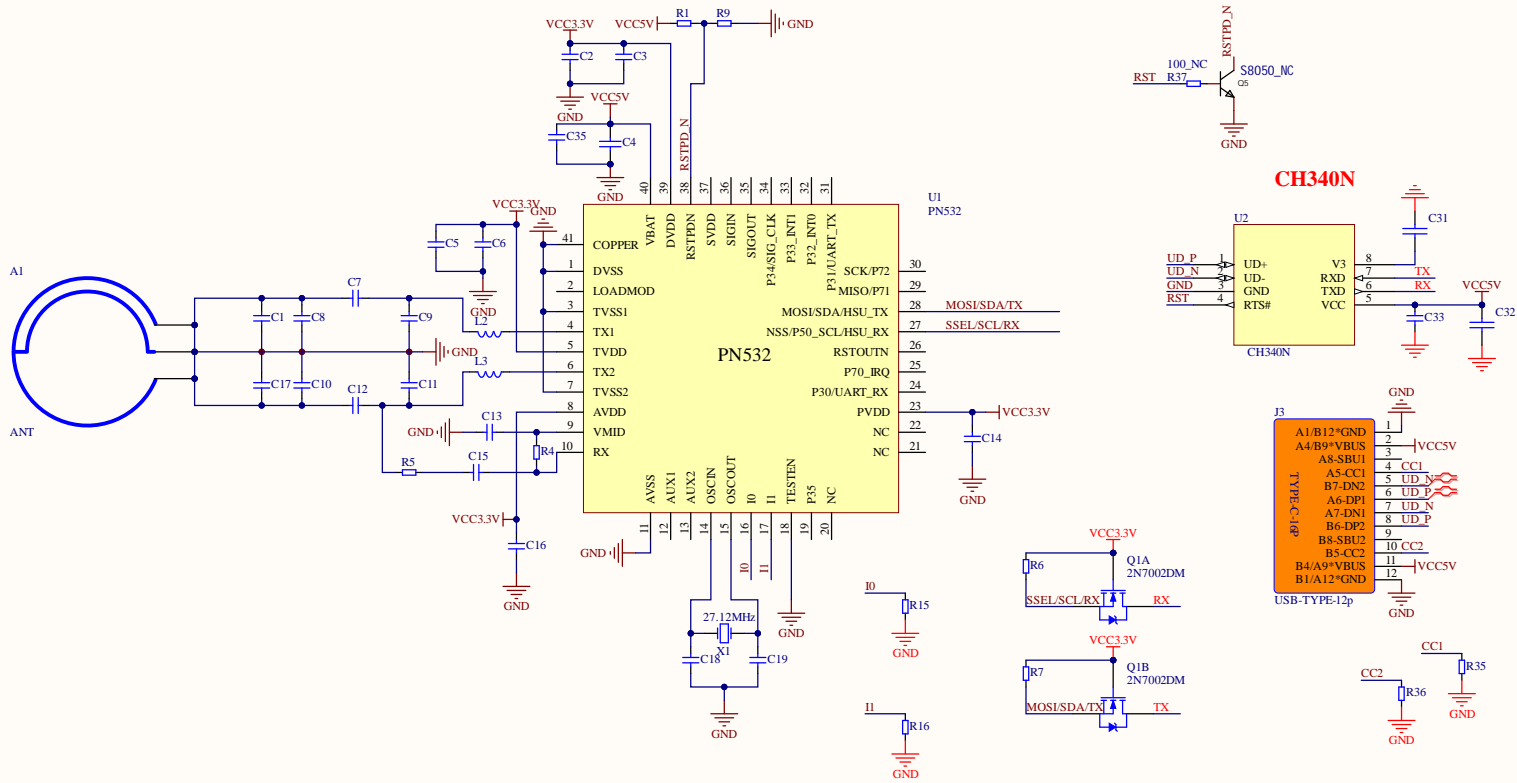 VCC3.3V
C2
C3
GND
VCC5V
R1
R9
GND
VCC5V
C35
C4
GND
RSTPD_N
RSTPD_N
100_NC
RST
R37
S8050_NC
Q5
GND
U1
PN532
PN532
40
39
38
37
36
35
34
33
32
31
VBAT
DVDD
RSTPDN
SVDD
SIGIN
SIGOUT
P34/SIG_CLK
P33_INT1
P32_INT0
P31/UART_TX
VCC3.3V
GND
C5
C6
GND
41 COPPER
1 DVSS
2 LOADMOD
3 TVSS1
4 TX1
5 TVDD
6 TX2
7 TVSS2
8 AVDD
9 VMID
10 RX
SCK/P72 30
MISO/P71 29
MOSI/SDA/HSU_TX 28 MOSI/SDA/TX
NSS/P50_SCL/HSU_RX 27 SSEL/SCL/RX
RSTOUTN 26
P70_IRQ 25
P30/UART_RX 24
PVDD 23 VCC3.3V
NC 22
NC 21
C14
GND
AVSS
AUX1
AUX2
OSCIN
OSCOUT
I0
I1
TESTEN
P35
NC
11
12
13
14
15
16
17
18
19
20
A1
ANT
C7
C1
C8
C9
L2
GND
L3
C17
C10
C11
C12
C13
GND
R4
R5
C15
VCC3.3V
C16
GND
GND
I0
I1
GND
27.12MHz
X1
C18
C19
GND
I0
R15
GND
I1
R16
GND
VCC3.3V
R6
Q1A
2N7002DM
SSEL/SCL/RX
RX
VCC3.3V
R7
Q1B
2N7002DM
MOSI/SDA/TX
TX
CH340N
U2
C31
UD_P 1 UD+
UD_N 2 UD-
GND 3 GND
RST 4 RTS#
V3 8
RXD 7 TX
TXD 6 RX
VCC 5
VCC5V
C33
C32
CH340N
J3
GND
TYPE-C-16P
A1/B12*GND 1
A4/B9*VBUS 2 VCC5V
A8-SBU1 3
A5-CC1 4 CC1
B7-DN2 5 UD_N
A6-DP1 6 UD_P
A7-DN1 7 UD_N
B6-DP2 8 UD_P
B8-SBU2 9
B5-CC2 10 CC2
B4/A9*VBUS 11 VCC5V
B1/A12*GND 12
USB-TYPE-12p
GND
CC1
R35
GND
CC2
R36
GND